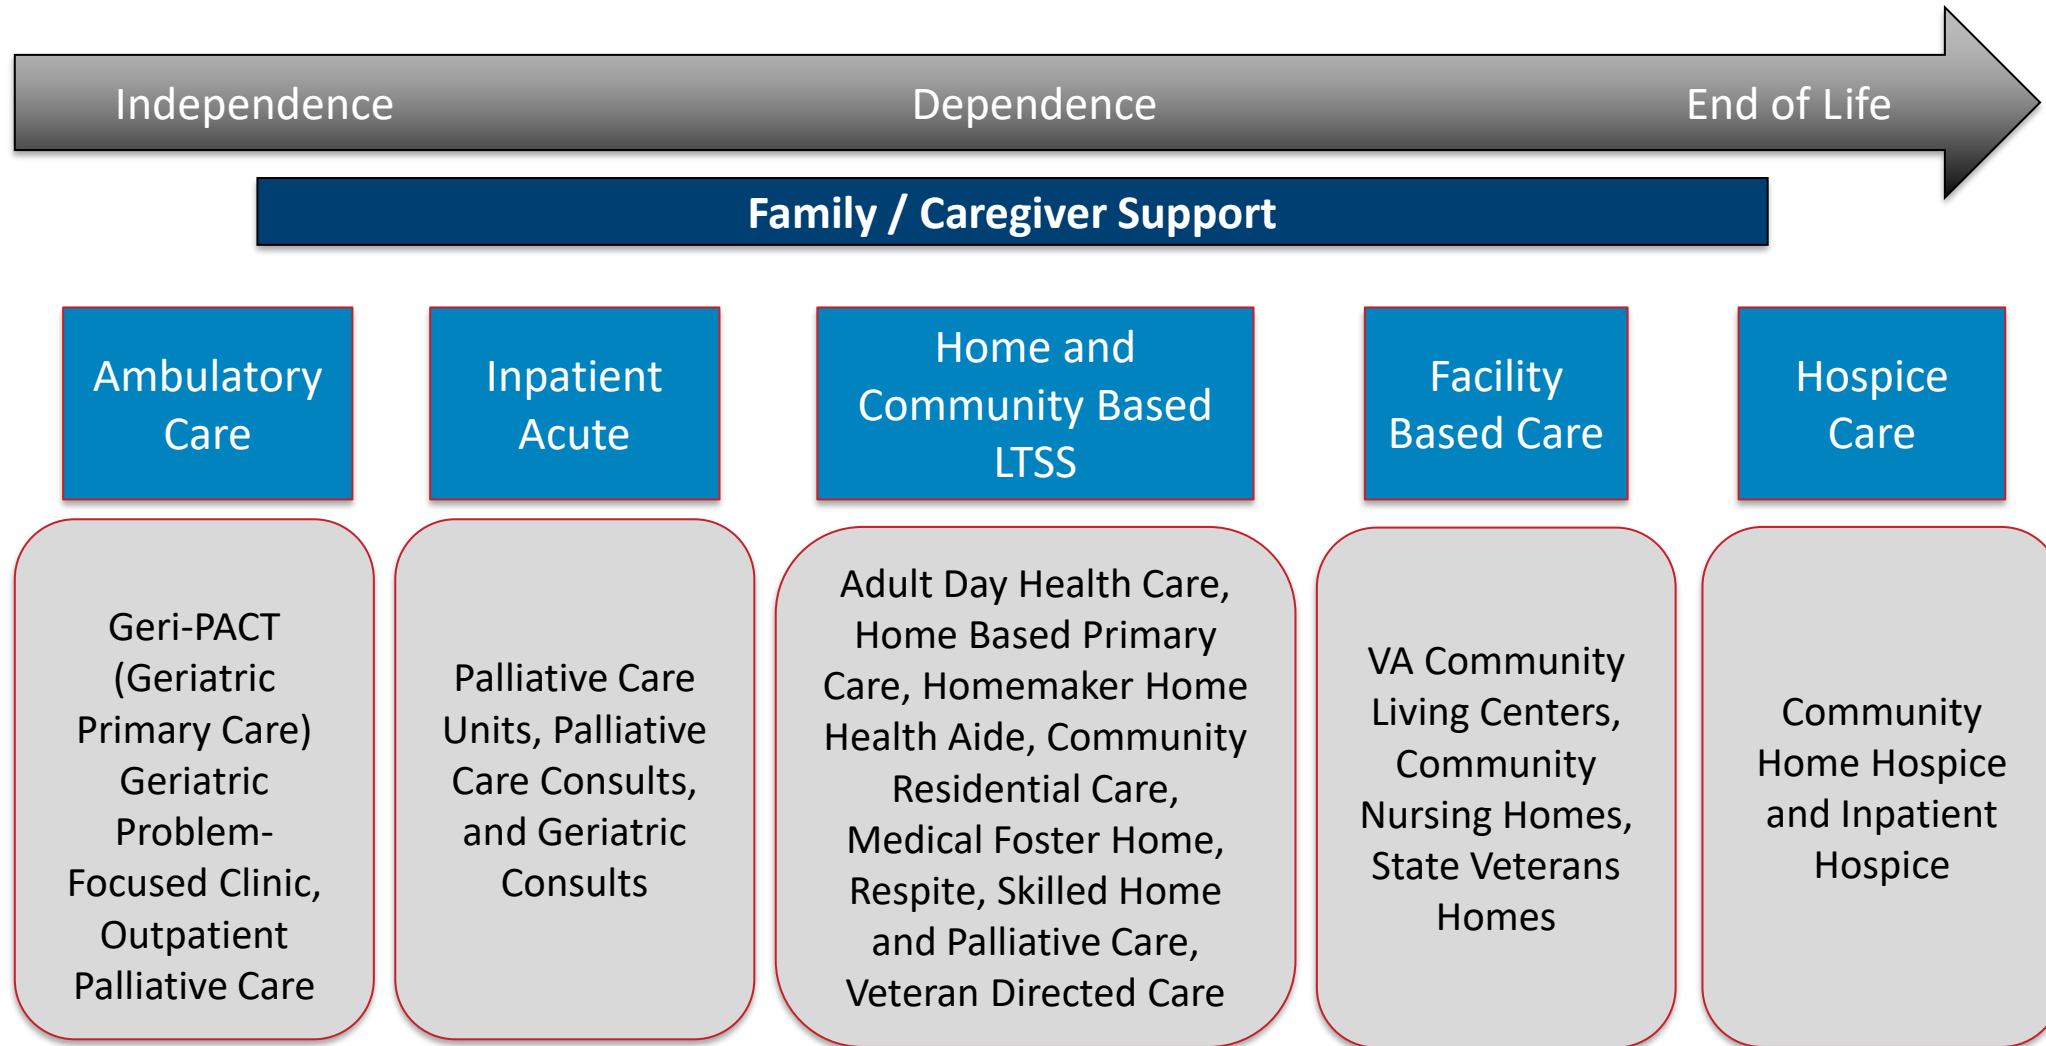 Independence
Dependence
End of Life
Family / Caregiver Support
Ambulatory
Care
Inpatient
Acute
Home and
Community Based
LTSS
Facility
Based Care
Hospice
Care
Geri-PACT
(Geriatric
Primary Care)
Geriatric
Problem-
Focused Clinic,
Outpatient
Palliative Care
Palliative Care
Units, Palliative
Care Consults,
and Geriatric
Consults
Adult Day Health Care,
Home Based Primary
Care, Homemaker Home
Health Aide, Community
Residential Care,
Medical Foster Home,
Respite, Skilled Home
and Palliative Care,
Veteran Directed Care
VA Community
Living Centers,
Community
Nursing Homes,
State Veterans
Homes
Community
Home Hospice
and Inpatient
Hospice